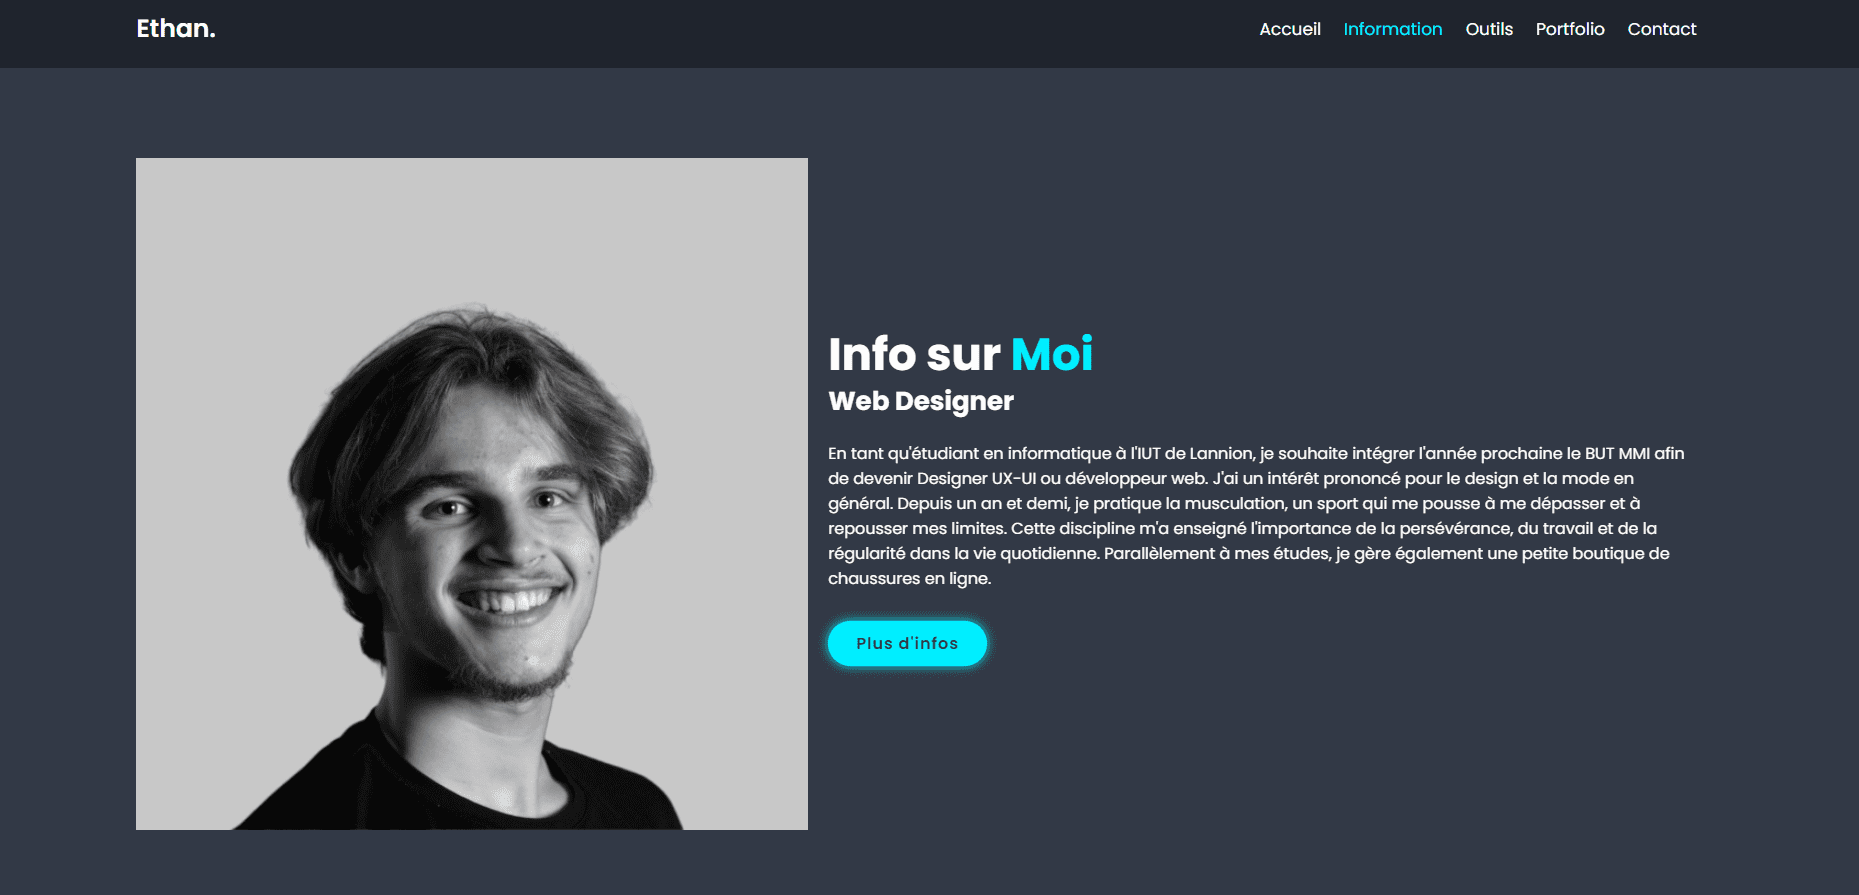 Ethan.
Accueil Information Outils Portfolio Contact
Info sur Moi
Web Designer
En tant qu'étudiant en informatique à l'IUT de Lannion, je souhaite intégrer l'année prochaine le BUT MMI afin
de devenir Designer UX-UI ou développeur web. J'ai un intérêt prononcé pour le design et la mode en
général. Depuis un an et demi, je pratique la musculation, un sport qui me pousse à me dépasser et à
repousser mes limites. Cette discipline m'a enseigné l'importance de la persévérance, du travail et de la
régularité dans la vie quotidienne. Parallèlement à mes études, je gère également une petite boutique de
chaussures en ligne.
Plus d'infos